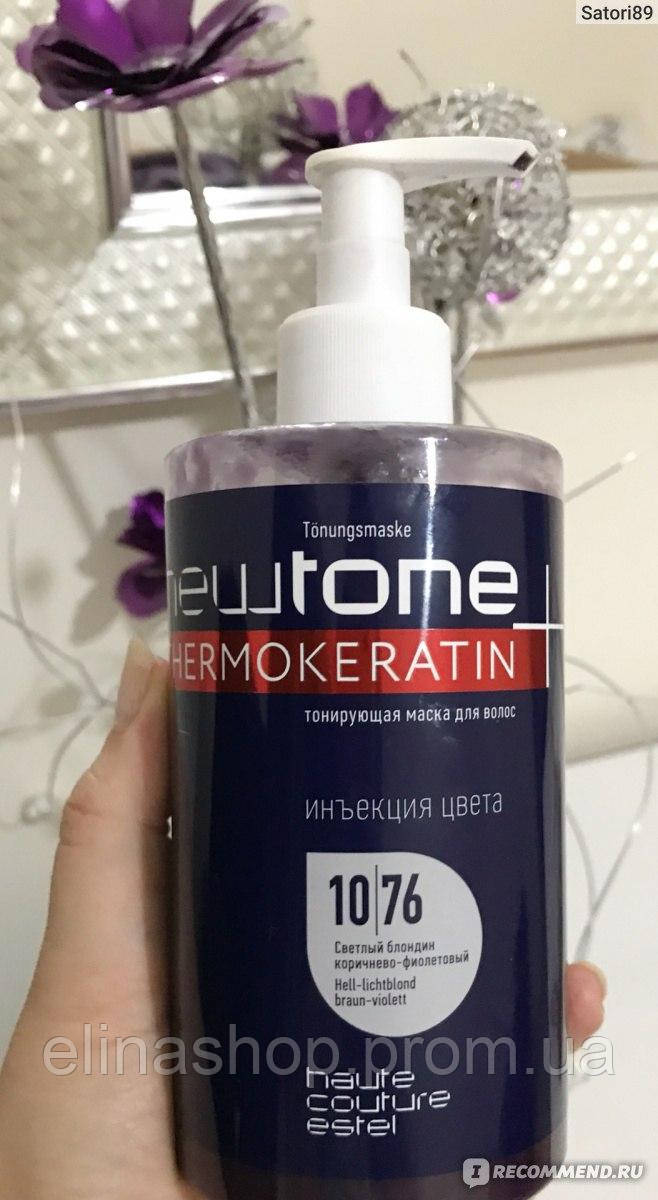 Satori89
Tönungsmaske
newtone
HERMOKERATIN
тонирующая маска для волос
инъекция цвета
10|76
Светлый блондин
коричнево-фиолетовый
Hell-lichtblond
braun-violett
elinashop.prom.ua
haute
couture
estel
IRECOMMEND.RU